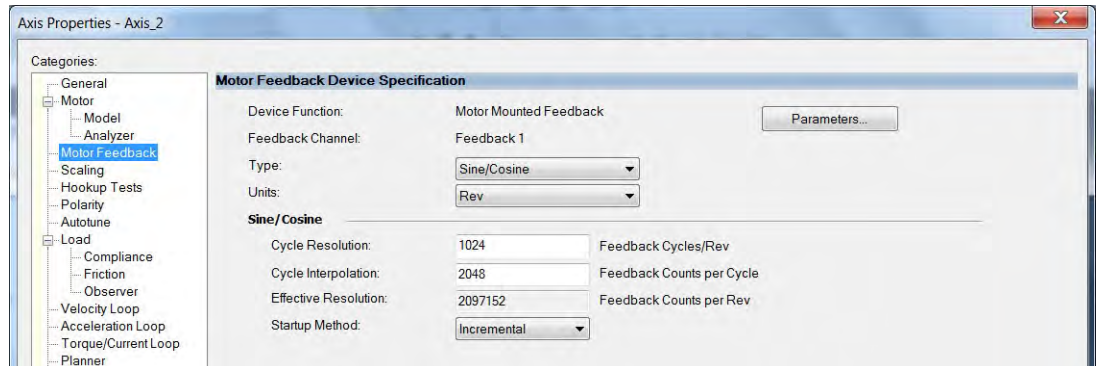 Axis Properties - Axis_2
X
Categories:
General
Motor
Model
Analyzer
Motor Feedback
Scaling
Hookup Tests
Polarity
Autotune
Load
Compliance
Friction
Observer
Velocity Loop
Acceleration Loop
Torque/Current Loop
Planner
Motor Feedback Device Specification
Device Function: Motor Mounted Feedback Parameters...
Feedback Channel: Feedback 1
Type: Sine/Cosine
Units: Rev
Sine/Cosine
Cycle Resolution: 1024 Feedback Cycles/Rev
Cycle Interpolation: 2048 Feedback Counts per Cycle
Effective Resolution: 2097152 Feedback Counts per Rev
Startup Method: Incremental